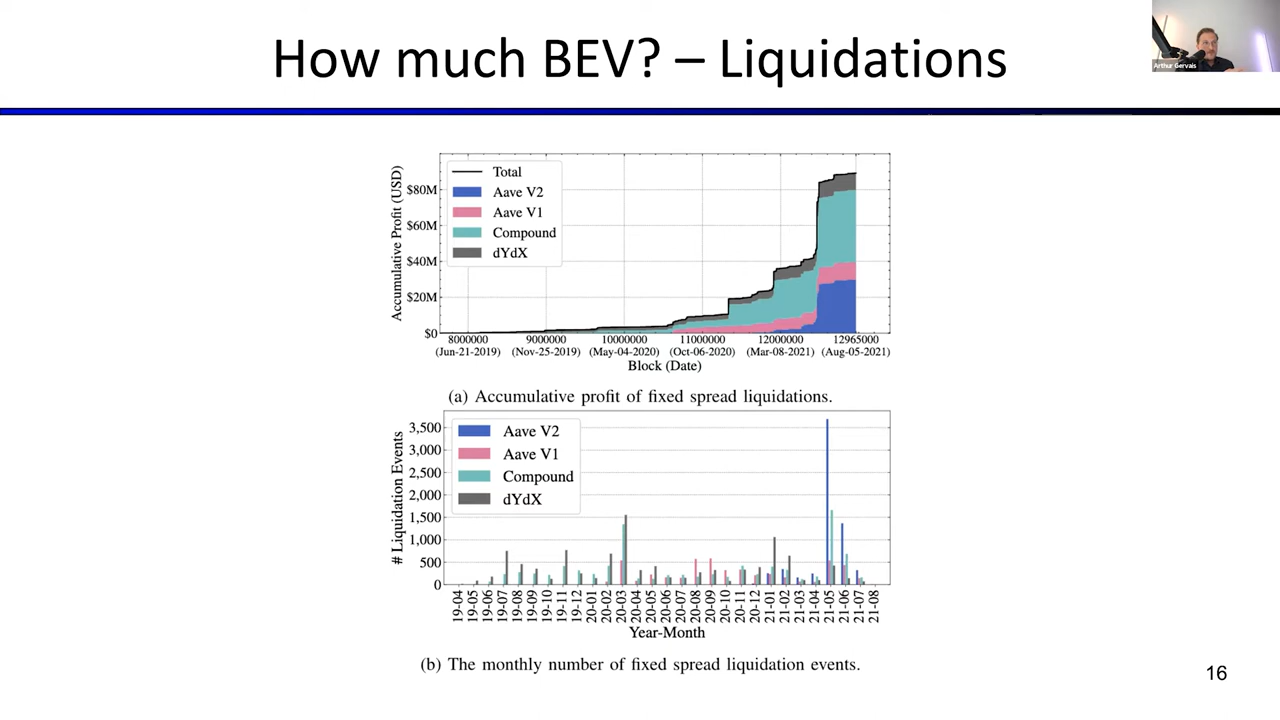 How much BEV? – Liquidations
Arthur Gervais
Accumulative Profit (USD)
$80M
$60M
$40M
$20M
$0
Total
Aave V2
Aave V1
Compound
dYdX
8000000 9000000 10000000 11000000 12000000 12965000
(Jun-21-2019) (Nov-25-2019) (May-04-2020) (Oct-06-2020) (Mar-08-2021) (Aug-05-2021)
Block (Date)
(a) Accumulative profit of fixed spread liquidations.
# Liquidation Events
3,500
3,000
2,500
2,000
1,500
1,000
500
0
Aave V2
Aave V1
Compound
dYdX
19-04 19-05 19-06 19-07 19-08 19-09 19-10 19-11 19-12 20-01 20-02 20-03 20-04 20-05 20-06 20-07 20-08 20-09 20-10 20-11 20-12 21-01 21-02 21-03 21-04 21-05 21-06 21-07 21-08
Year-Month
(b) The monthly number of fixed spread liquidation events.
16